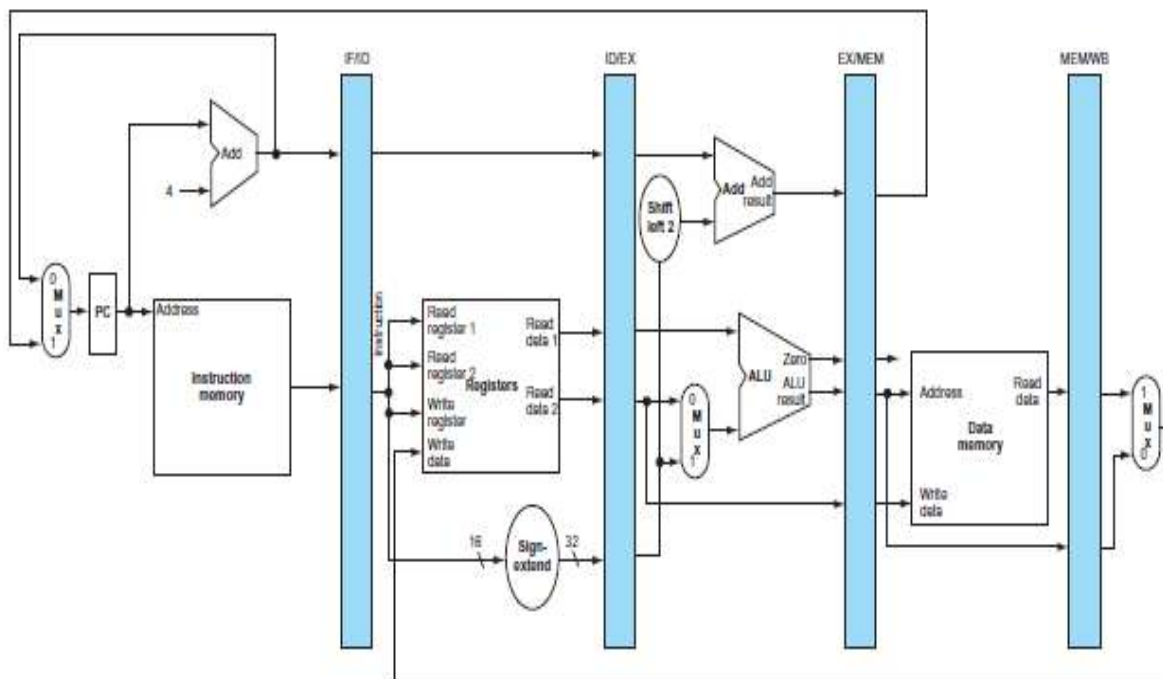 IF/ID
ID/EX
EX/MEM
MEM/WB
Add
4
Shift
left 2
Add
Add
result
0
M
u
x
1
PC
Address
Instruction
memory
Instruction
Read
register 1
Read
register 2
Write
register
Write
data
Registers
Read
data 1
Read
data 2
0
M
u
x
1
ALU
Zero
ALU
result
Address
Read
data
Data
memory
Write
data
1
M
u
x
0
16
Sign-
extend
32